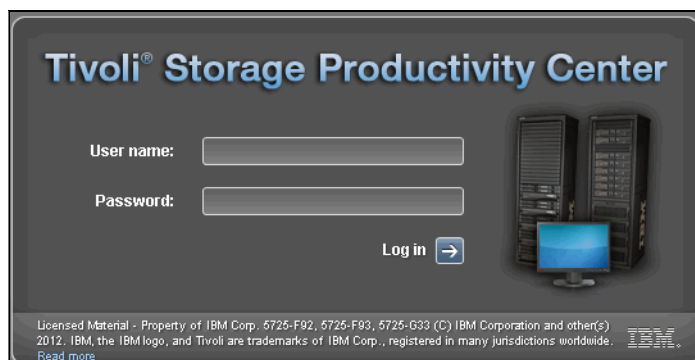 Tivoli® Storage Productivity Center
User name:
Password:
Log in
IBM
Licensed Material - Property of IBM Corp. 5725-F92, 5725-F93, 5725-G33 (C) IBM Corporation and other(s)
2012. IBM, the IBM logo, and Tivoli are trademarks of IBM Corp., registered in many jurisdictions worldwide.
Read more
IBM.